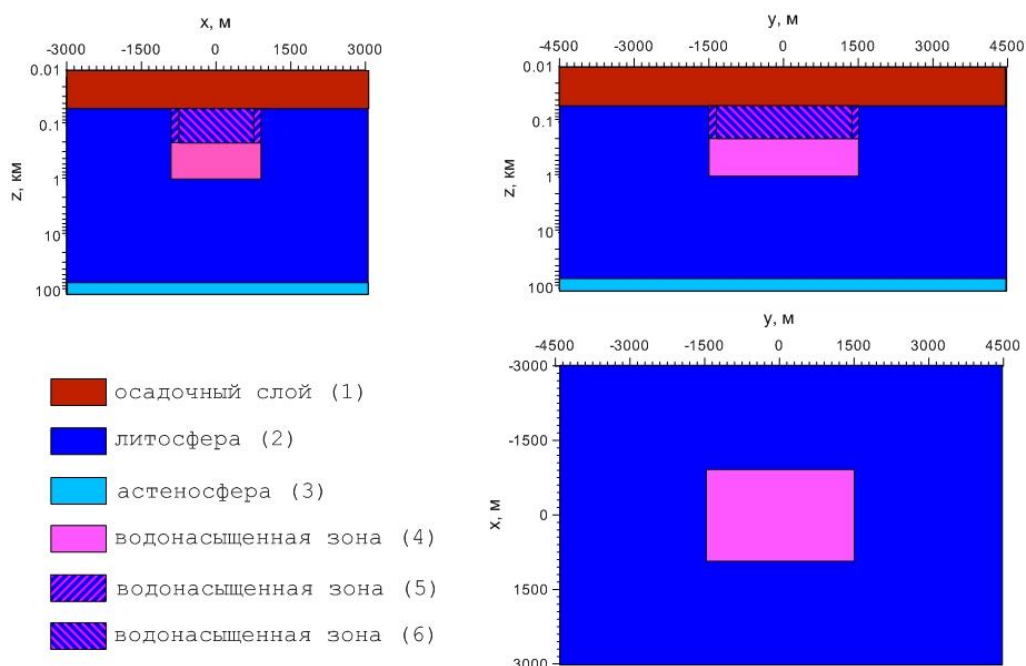 x, м
-3000 -1500 0 1500 3000
0.01
0.1
1
10
100
z, км
y, м
-4500 -3000 -1500 0 1500 3000 4500
0.01
0.1
1
10
100
z, км
y, м
-4500 -3000 -1500 0 1500 3000 4500
-3000
-1500
0
1500
3000
x, м
осадочный слой (1)
литосфера (2)
астеносфера (3)
водонасыщенная зона (4)
водонасыщенная зона (5)
водонасыщенная зона (6)